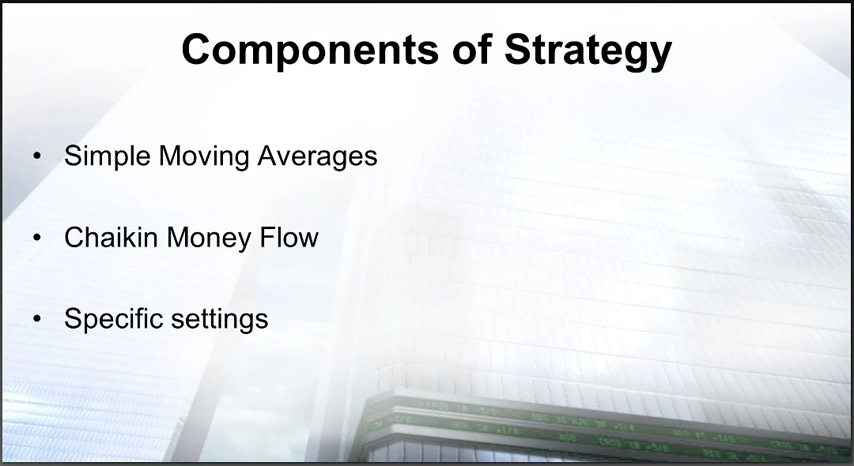 Components of Strategy
• Simple Moving Averages
• Chaikin Money Flow
• Specific settings